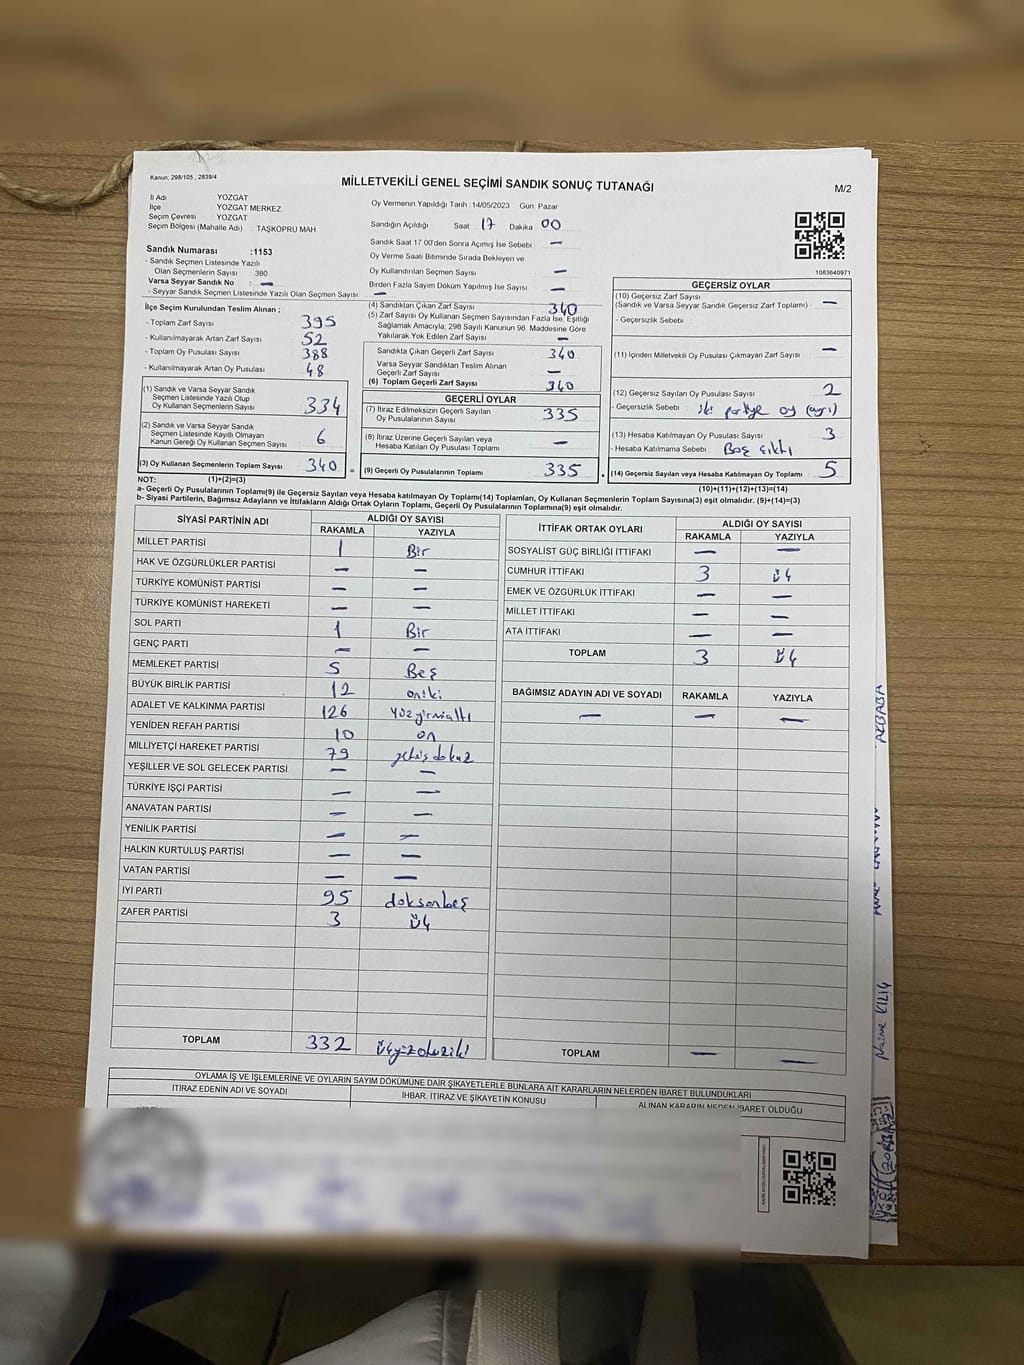 Kanun: 298/105 , 2839/4
MİLLETVEKİLİ GENEL SEÇİMİ SANDIK SONUÇ TUTANAĞI
M/2
İl Adı YOZGAT
İlçe YOZGAT MERKEZ
Seçim Çevresi YOZGAT
Seçim Bölgesi (Mahalle Adı) TAŞKÖPRU MAH
Sandık Numarası :1153
- Sandık Seçmen Listesinde Yazılı
Olan Seçmenlerin Sayısı : 380
Varsa Seyyar Sandık No : —
- Seyyar Sandık Seçmen Listesinde Yazılı Olan Seçmen Sayısı : —
Oy Vermenin Yapıldığı Tarih :14/05/2023 Gün: Pazar
Sandığın Açıldığı Saat 17 Dakika 00
Sandık Saat 17 00'den Sonra Açımış İse Sebebi —
Oy Verme Saati Bitiminde Sırada Bekleyen ve
Oy Kullandırılan Seçmen Sayısı —
Birden Fazla Sayım Döküm Yapılmış İse Sayısı —
1083640971
İlçe Seçim Kurulundan Teslim Alınan ;
- Toplam Zarf Sayısı 395
- Kullanılmayarak Artan Zarf Sayısı 52
- Toplam Oy Pusulası Sayısı 388
- Kullanılmayarak Artan Oy Pusulası 48
(1) Sandık ve Varsa Seyyar Sandık
Seçmen Listesinde Yazılı Olup
Oy Kullanan Seçmenlerin Sayısı 334
(2) Sandık ve Varsa Seyyar Sandık
Seçmen Listesinde Kayıtlı Olmayan
Kanun Gereği Oy Kullanan Seçmen Sayısı 6
(3) Oy Kullanan Seçmenlerin Toplam Sayısı 340 =
(4) Sandıktan Çıkan Zarf Sayısı 340
(5) Zarf Sayısı Oy Kullanan Seçmen Sayısından Fazla İse, Eşitliği
Sağlamak Amacıyla, 298 Sayılı Kanunun 98. Maddesine Göre
Yakılarak Yok Edilen Zarf Sayısı —
Sandıkta Çıkan Geçerli Zarf Sayısı 340
Varsa Seyyar Sandıktan Teslim Alınan
Geçerli Zarf Sayısı —
(6) Toplam Geçerli Zarf Sayısı 340
GEÇERLİ OYLAR
(7) İtiraz Edilmeksizin Geçerli Sayılan
Oy Pusulalarının Sayısı 335
(8) İtiraz Üzerine Geçerli Sayılan veya
Hesaba Katılan Oy Pusulası Toplamı —
(9) Geçerli Oy Pusulalarının Toplamı 335
GEÇERSİZ OYLAR
(10) Geçersiz Zarf Sayısı
(Sandık ve Varsa Seyyar Sandık Geçersiz Zarf Toplamı) —
- Geçersizlik Sebebi
(11) İçinden Milletvekili Oy Pusulası Çıkmayan Zarf Sayısı —
(12) Geçersiz Sayılan Oy Pusulası Sayısı 2
- Geçersizlik Sebebi : iki partiye oy (ayrı)
(13) Hesaba Katılmayan Oy Pusulası Sayısı 3
- Hesaba Katılmama Sebebi : Boş çıktı
(14) Geçersiz Sayılan veya Hesaba Katılmayan Oy Toplamı 5
NOT: (1)+(2)=(3)
(10)+(11)+(12)+(13)=(14)
a- Geçerli Oy Pusulalarının Toplamı(9) ile Geçersiz Sayılan veya Hesaba katılmayan Oy Toplamı(14) Toplamları, Oy Kullanan Seçmenlerin Toplam Sayısına(3) eşit olmalıdır. (9)+(14)=(3)
b- Siyasi Partilerin, Bağımsız Adayların ve İttifakların Aldığı Ortak Oyların Toplamı, Geçerli Oy Pusulalarının Toplamına(9) eşit olmalıdır.
SİYASİ PARTİNİN ADI ALDIĞI OY SAYISI
RAKAMLA YAZIYLA
MİLLET PARTİSİ 1 Bir
HAK VE ÖZGÜRLÜKLER PARTİSİ — —
TÜRKİYE KOMÜNİST PARTİSİ — —
TÜRKİYE KOMÜNİST HAREKETİ — —
SOL PARTİ 1 Bir
GENÇ PARTİ — —
MEMLEKET PARTİSİ 5 Beş
BÜYÜK BİRLİK PARTİSİ 12 oniki
ADALET VE KALKINMA PARTİSİ 126 Yüzyirmialtı
YENİDEN REFAH PARTİSİ 10 on
MİLLİYETÇİ HAREKET PARTİSİ 79 yetmişdokuz
YEŞİLLER VE SOL GELECEK PARTİSİ — —
TÜRKİYE İŞÇİ PARTİSİ — —
ANAVATAN PARTİSİ — —
YENİLİK PARTİSİ — —
HALKIN KURTULUŞ PARTİSİ — —
VATAN PARTİSİ — —
İYİ PARTİ 95 doksanbeş
ZAFER PARTİSİ 3 Üç
TOPLAM 332 Üçyüzotuziki
İTTİFAK ORTAK OYLARI ALDIĞI OY SAYISI
RAKAMLA YAZIYLA
SOSYALİST GÜÇ BİRLİĞİ İTTİFAKI — —
CUMHUR İTTİFAKI 3 Üç
EMEK VE ÖZGÜRLÜK İTTİFAKI — —
MİLLET İTTİFAKI — —
ATA İTTİFAKI — —
TOPLAM 3 Üç
BAĞIMSIZ ADAYIN ADI VE SOYADI RAKAMLA YAZIYLA
— — —
TOPLAM — —
OYLAMA İŞ VE İŞLEMLERİNE VE OYLARIN SAYIM DÖKÜMÜNE DAİR ŞİKAYETLERLE BUNLARA AİT KARARLARIN NELERDEN İBARET BULUNDUKLARI
İTİRAZ EDENİN ADI VE SOYADI İHBAR, İTİRAZ VE ŞİKAYETİN KONUSU ALINAN KARARIN NEDEN İBARET OLDUĞU
AKBABA
Naime KILIÇ